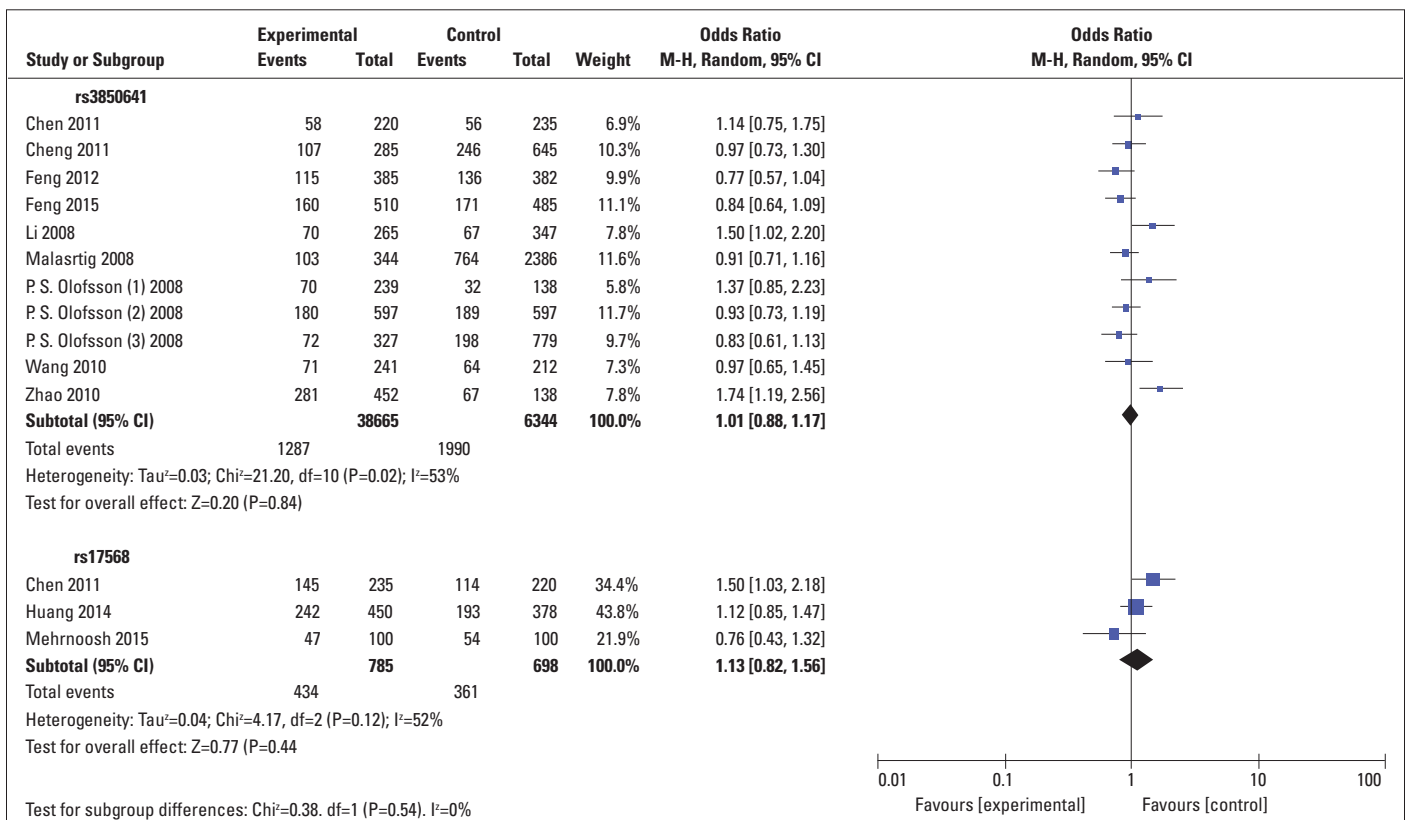 Experimental Control Odds Ratio Odds Ratio
Study or Subgroup Events Total Events Total Weight M-H, Random, 95% CI M-H, Random, 95% CI
rs3850641
Chen 2011 58 220 56 235 6.9% 1.14 [0.75, 1.75]
Cheng 2011 107 285 246 645 10.3% 0.97 [0.73, 1.30]
Feng 2012 115 385 136 382 9.9% 0.77 [0.57, 1.04]
Feng 2015 160 510 171 485 11.1% 0.84 [0.64, 1.09]
Li 2008 70 265 67 347 7.8% 1.50 [1.02, 2.20]
Malasrtig 2008 103 344 764 2386 11.6% 0.91 [0.71, 1.16]
P. S. Olofsson (1) 2008 70 239 32 138 5.8% 1.37 [0.85, 2.23]
P. S. Olofsson (2) 2008 180 597 189 597 11.7% 0.93 [0.73, 1.19]
P. S. Olofsson (3) 2008 72 327 198 779 9.7% 0.83 [0.61, 1.13]
Wang 2010 71 241 64 212 7.3% 0.97 [0.65, 1.45]
Zhao 2010 281 452 67 138 7.8% 1.74 [1.19, 2.56]
Subtotal (95% CI) 38665 6344 100.0% 1.01 [0.88, 1.17]
Total events 1287 1990
Heterogeneity: Tauᶻ=0.03; Chiᶻ=21.20, df=10 (P=0.02); Iᶻ=53%
Test for overall effect: Z=0.20 (P=0.84)
rs17568
Chen 2011 145 235 114 220 34.4% 1.50 [1.03, 2.18]
Huang 2014 242 450 193 378 43.8% 1.12 [0.85, 1.47]
Mehrnoosh 2015 47 100 54 100 21.9% 0.76 [0.43, 1.32]
Subtotal (95% CI) 785 698 100.0% 1.13 [0.82, 1.56]
Total events 434 361
Heterogeneity: Tauᶻ=0.04; Chiᶻ=4.17, df=2 (P=0.12); Iᶻ=52%
Test for overall effect: Z=0.77 (P=0.44
0.01 0.1 1 10 100
Test for subgroup differences: Chiᶻ=0.38. df=1 (P=0.54). Iᶻ=0% Favours [experimental] Favours [control]